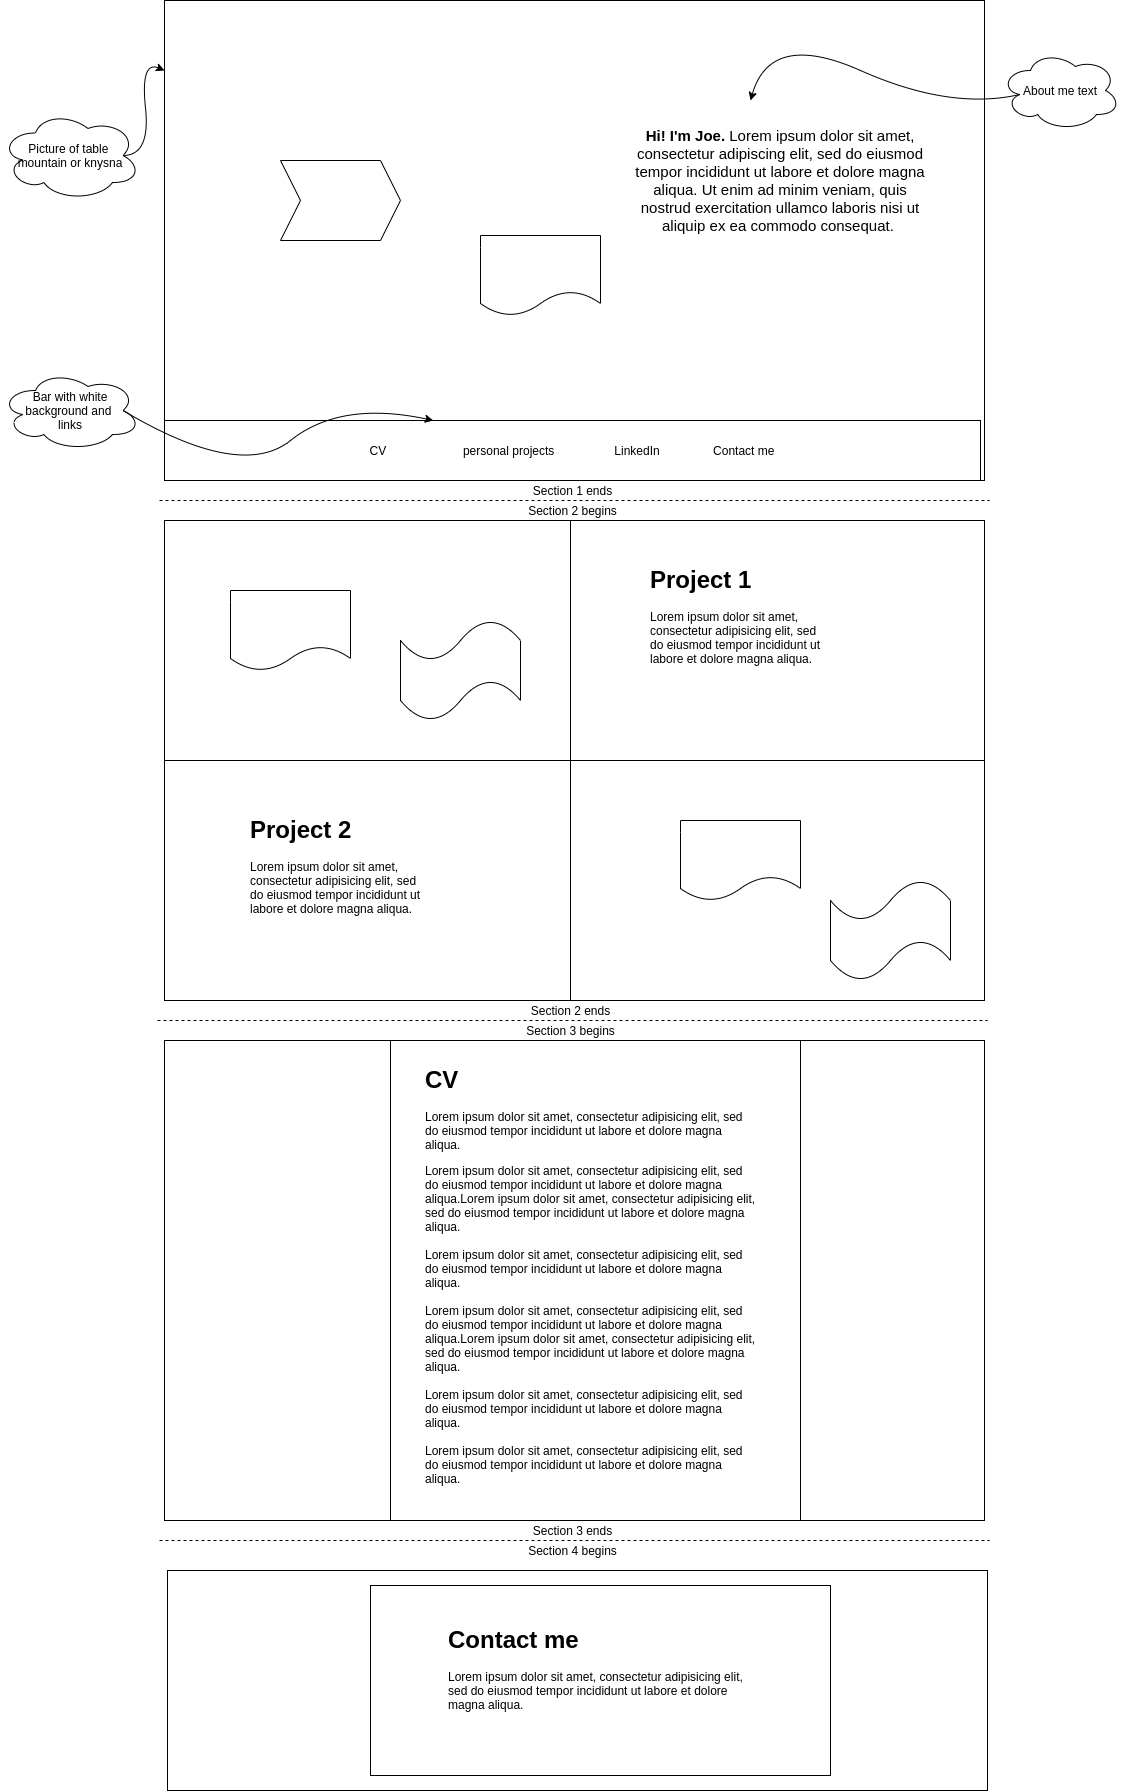 About me text
Picture of table
mountain or knysna
Hi! I'm Joe. Lorem ipsum dolor sit amet,
consectetur adipiscing elit, sed do eiusmod
tempor incididunt ut labore et dolore magna
aliqua. Ut enim ad minim veniam, quis
nostrud exercitation ullamco laboris nisi ut
aliquip ex ea commodo consequat.
Bar with white
background and
links
CV
personal projects
LinkedIn
Contact me
Section 1 ends
Section 2 begins
Project 1
Lorem ipsum dolor sit amet,
consectetur adipisicing elit, sed
do eiusmod tempor incididunt ut
labore et dolore magna aliqua.
Project 2
Lorem ipsum dolor sit amet,
consectetur adipisicing elit, sed
do eiusmod tempor incididunt ut
labore et dolore magna aliqua.
Section 2 ends
Section 3 begins
CV
Lorem ipsum dolor sit amet, consectetur adipisicing elit, sed
do eiusmod tempor incididunt ut labore et dolore magna
aliqua.
Lorem ipsum dolor sit amet, consectetur adipisicing elit, sed
do eiusmod tempor incididunt ut labore et dolore magna
aliqua.Lorem ipsum dolor sit amet, consectetur adipisicing elit,
sed do eiusmod tempor incididunt ut labore et dolore magna
aliqua.
Lorem ipsum dolor sit amet, consectetur adipisicing elit, sed
do eiusmod tempor incididunt ut labore et dolore magna
aliqua.
Lorem ipsum dolor sit amet, consectetur adipisicing elit, sed
do eiusmod tempor incididunt ut labore et dolore magna
aliqua.Lorem ipsum dolor sit amet, consectetur adipisicing elit,
sed do eiusmod tempor incididunt ut labore et dolore magna
aliqua.
Lorem ipsum dolor sit amet, consectetur adipisicing elit, sed
do eiusmod tempor incididunt ut labore et dolore magna
aliqua.
Lorem ipsum dolor sit amet, consectetur adipisicing elit, sed
do eiusmod tempor incididunt ut labore et dolore magna
aliqua.
Section 3 ends
Section 4 begins
Contact me
Lorem ipsum dolor sit amet, consectetur adipisicing elit,
sed do eiusmod tempor incididunt ut labore et dolore
magna aliqua.